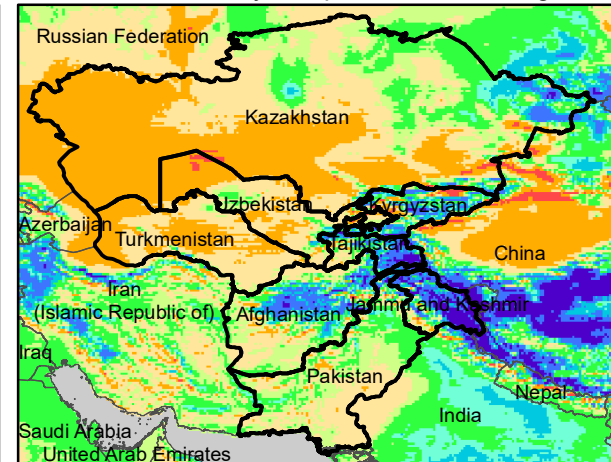 Russian Federation
Kazakhstan
Uzbekistan
Kyrgyzstan
Azerbaijan
Turkmenistan
Tajikistan
China
Iran
(Islamic Republic of)
Afghanistan
Jammu and Kashmir
Iraq
Pakistan
Nepal
India
Saudi Arabia
United Arab Emirates